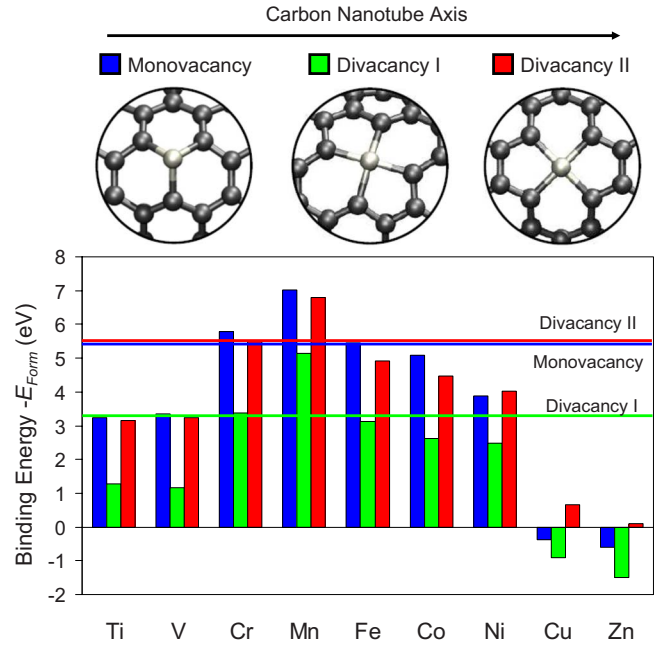 Carbon Nanotube Axis
Monovacancy Divacancy I Divacancy II
8
7
6
5
4
3
2
1
0
-1
-2
Binding Energy -E_Form (eV)
Divacancy II
Monovacancy
Divacancy I
Ti V Cr Mn Fe Co Ni Cu Zn